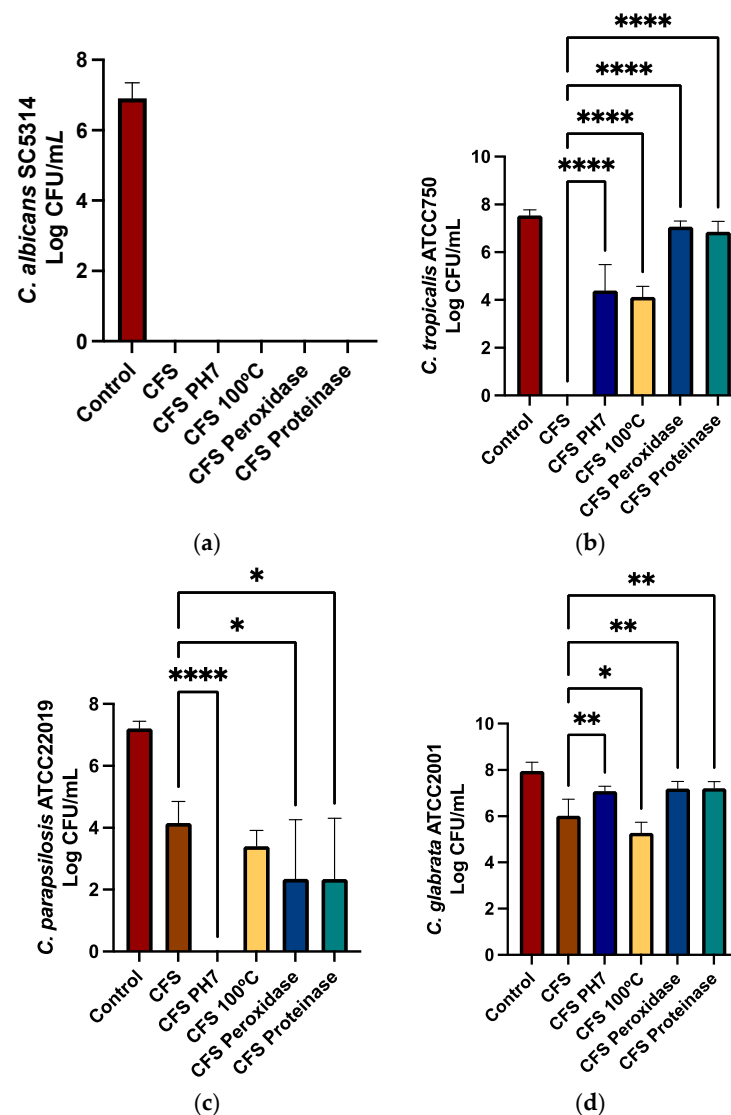 C. albicans SC5314
Log CFU/mL
8
6
4
2
0
Control
CFS
CFS PH7
CFS 100ºC
CFS Peroxidase
CFS Proteinase
(a)
****
****
****
****
C. tropicalis ATCC750
Log CFU/mL
10
8
6
4
2
0
Control
CFS
CFS PH7
CFS 100ºC
CFS Peroxidase
CFS Proteinase
(b)
*
*
****
C. parapsilosis ATCC22019
Log CFU/mL
8
6
4
2
0
Control
CFS
CFS PH7
CFS 100ºC
CFS Peroxidase
CFS Proteinase
(c)
**
**
*
**
C. glabrata ATCC2001
Log CFU/mL
10
8
6
4
2
0
Control
CFS
CFS PH7
CFS 100ºC
CFS Peroxidase
CFS Proteinase
(d)